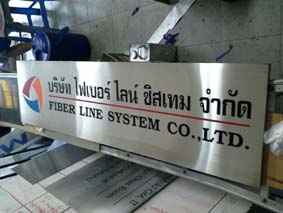 บริษัท ไฟเบอร์ ไลน์ ซิสเทม จำกัด
FIBER LINE SYSTEM CO.,LTD.